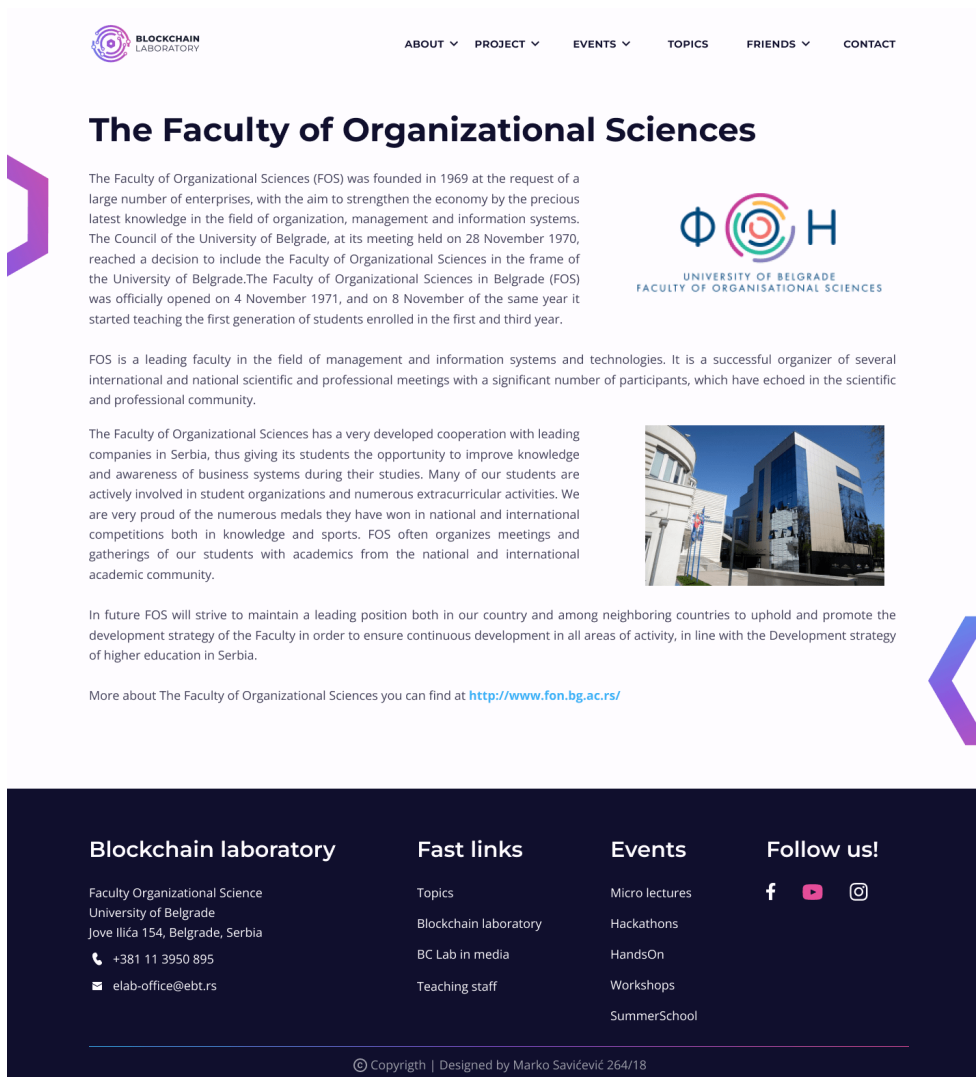 BLOCKCHAIN
LABORATORY
ABOUT PROJECT EVENTS TOPICS FRIENDS CONTACT
The Faculty of Organizational Sciences
The Faculty of Organizational Sciences (FOS) was founded in 1969 at the request of a
large number of enterprises, with the aim to strengthen the economy by the precious
latest knowledge in the field of organization, management and information systems.
The Council of the University of Belgrade, at its meeting held on 28 November 1970,
reached a decision to include the Faculty of Organizational Sciences in the frame of
the University of Belgrade.The Faculty of Organizational Sciences in Belgrade (FOS)
was officially opened on 4 November 1971, and on 8 November of the same year it
started teaching the first generation of students enrolled in the first and third year.
ФОН
UNIVERSITY OF BELGRADE
FACULTY OF ORGANISATIONAL SCIENCES
FOS is a leading faculty in the field of management and information systems and technologies. It is a successful organizer of several
international and national scientific and professional meetings with a significant number of participants, which have echoed in the scientific
and professional community.
The Faculty of Organizational Sciences has a very developed cooperation with leading
companies in Serbia, thus giving its students the opportunity to improve knowledge
and awareness of business systems during their studies. Many of our students are
actively involved in student organizations and numerous extracurricular activities. We
are very proud of the numerous medals they have won in national and international
competitions both in knowledge and sports. FOS often organizes meetings and
gatherings of our students with academics from the national and international
academic community.
In future FOS will strive to maintain a leading position both in our country and among neighboring countries to uphold and promote the
development strategy of the Faculty in order to ensure continuous development in all areas of activity, in line with the Development strategy
of higher education in Serbia.
More about The Faculty of Organizational Sciences you can find at http://www.fon.bg.ac.rs/
Blockchain laboratory
Faculty Organizational Science
University of Belgrade
Jove Ilića 154, Belgrade, Serbia
+381 11 3950 895
elab-office@ebt.rs
Fast links
Topics
Blockchain laboratory
BC Lab in media
Teaching staff
Events
Micro lectures
Hackathons
HandsOn
Workshops
SummerSchool
Follow us!
© Copyrigth | Designed by Marko Savićević 264/18